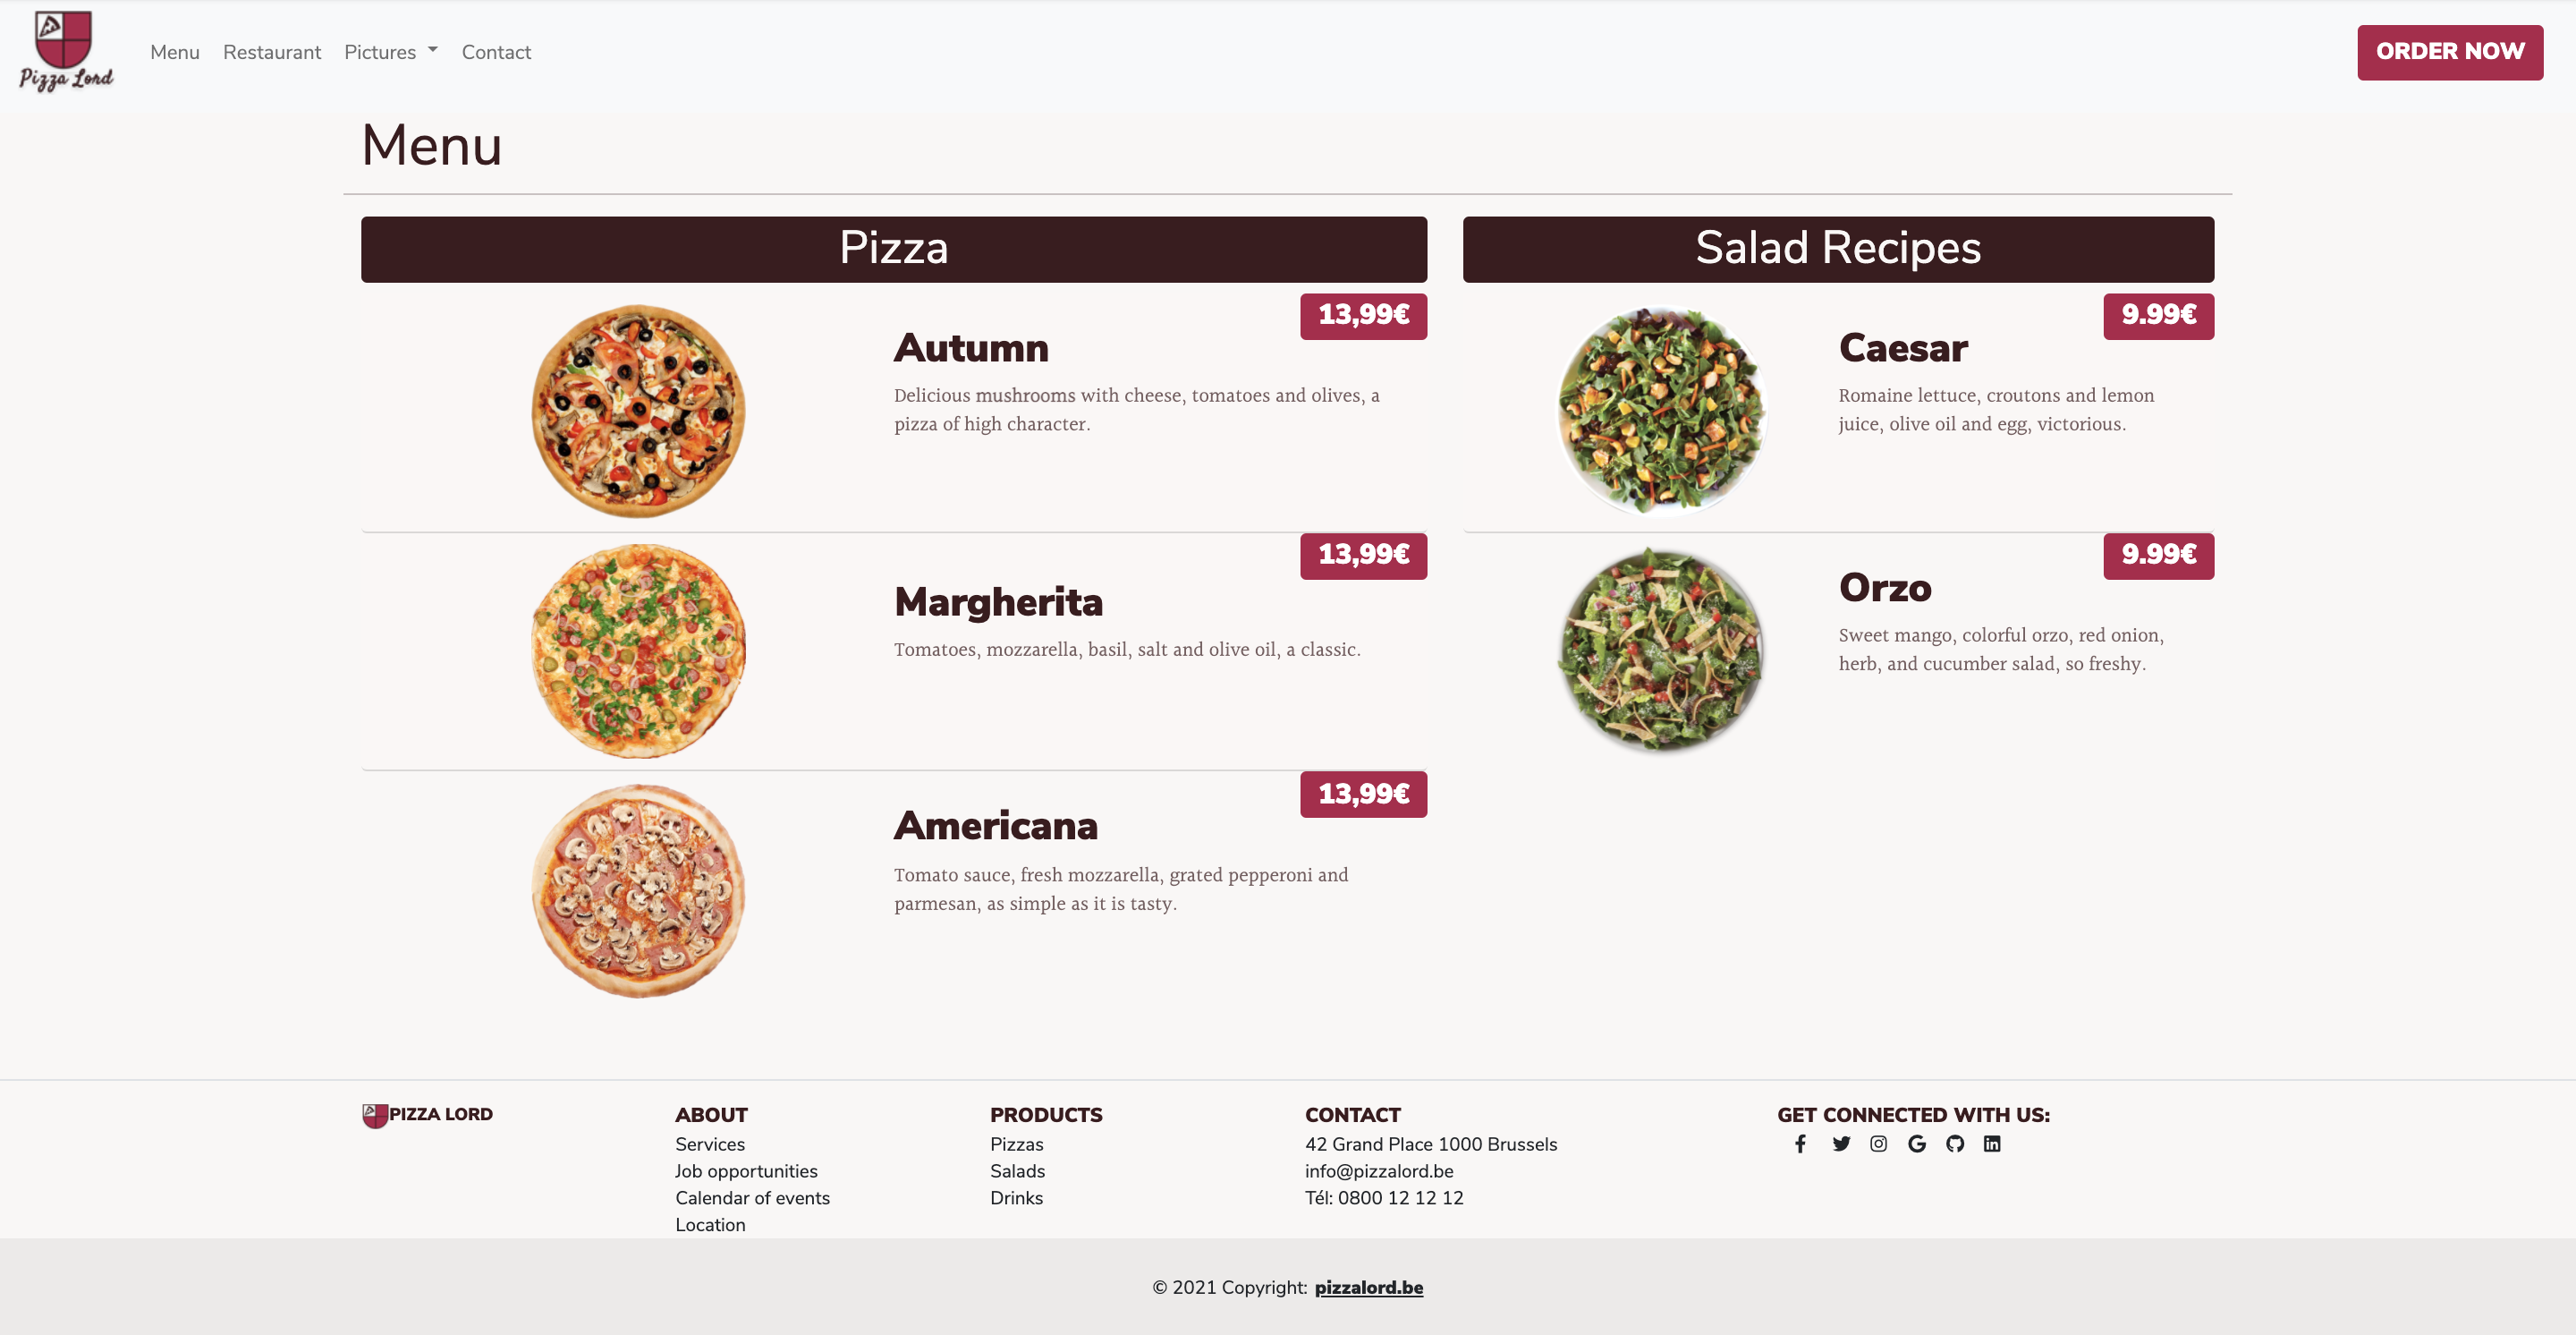 Pizza Lord
Menu
Restaurant
Pictures
Contact
ORDER NOW
Menu
Pizza
13,99€
Autumn
Delicious mushrooms with cheese, tomatoes and olives, a
pizza of high character.
13,99€
Margherita
Tomatoes, mozzarella, basil, salt and olive oil, a classic.
13,99€
Americana
Tomato sauce, fresh mozzarella, grated pepperoni and
parmesan, as simple as it is tasty.
Salad Recipes
9.99€
Caesar
Romaine lettuce, croutons and lemon
juice, olive oil and egg, victorious.
9.99€
Orzo
Sweet mango, colorful orzo, red onion,
herb, and cucumber salad, so freshy.
PIZZA LORD
ABOUT
Services
Job opportunities
Calendar of events
Location
PRODUCTS
Pizzas
Salads
Drinks
CONTACT
42 Grand Place 1000 Brussels
info@pizzalord.be
Tél: 0800 12 12 12
GET CONNECTED WITH US:
© 2021 Copyright: pizzalord.be